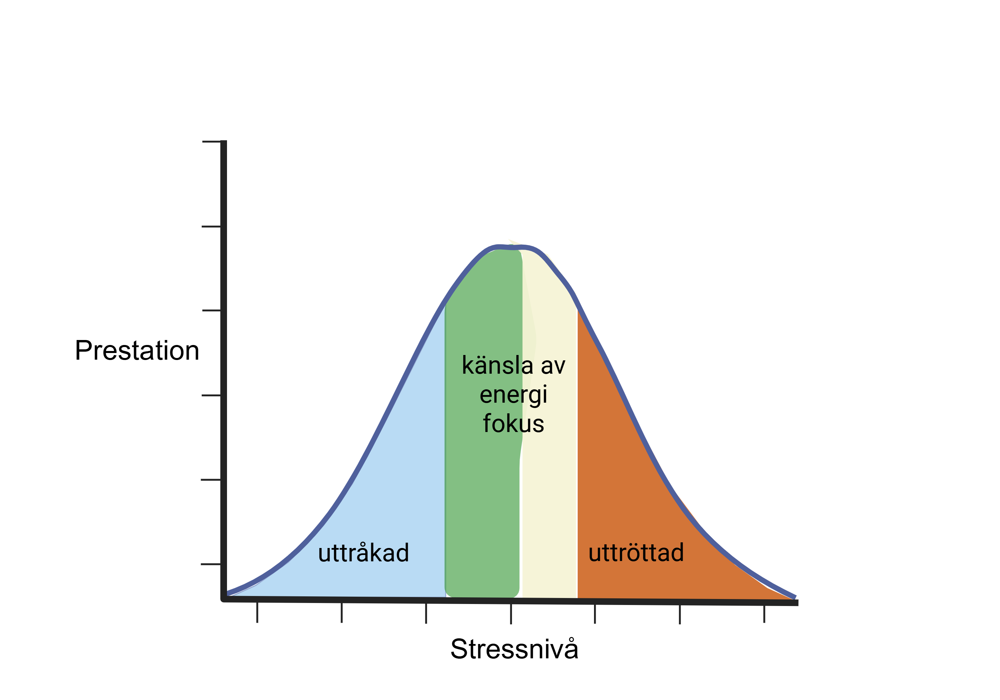 Prestation
känsla av
energi
fokus
uttråkad
uttröttad
Stressnivå